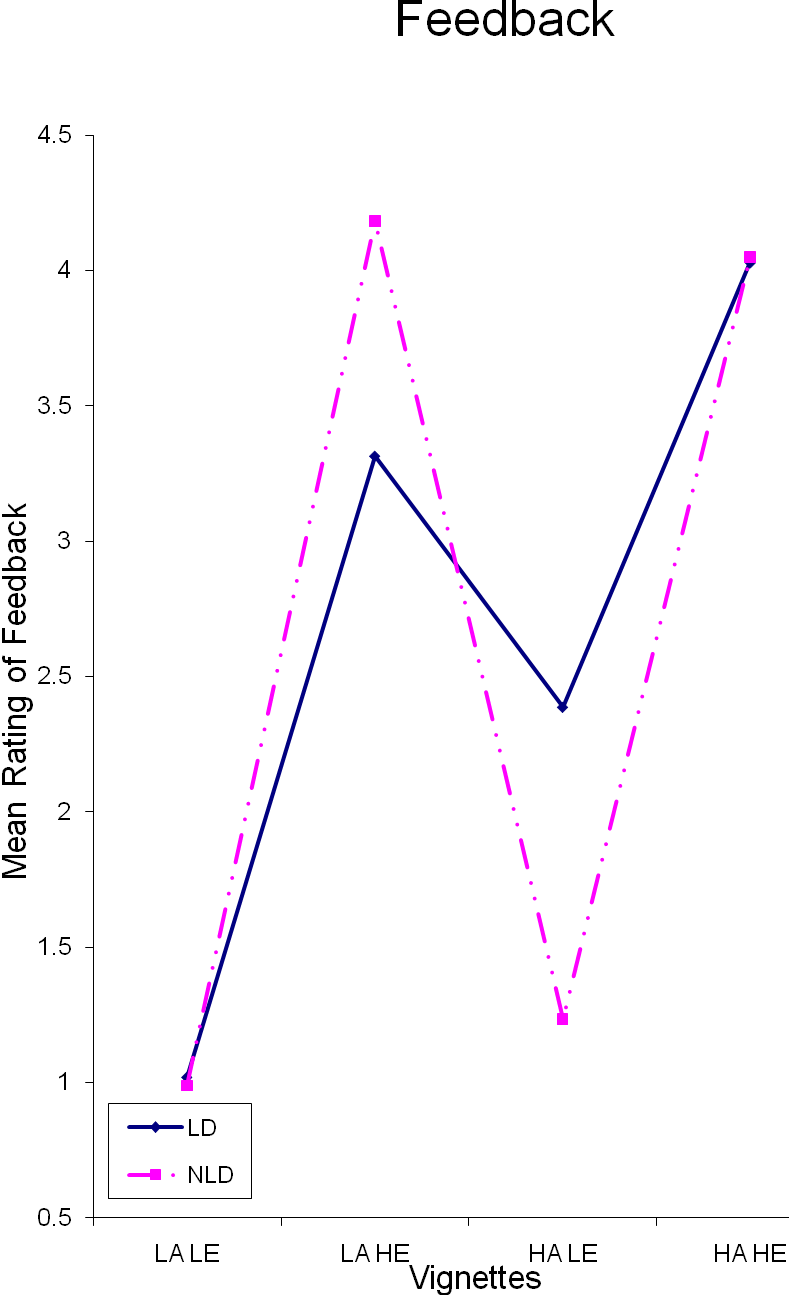 Feedback
4.5
4
3.5
3
2.5
2
1.5
1
0.5
Mean Rating of Feedback
LD
NLD
LA LE
LA HE
HA LE
HA HE
Vignettes